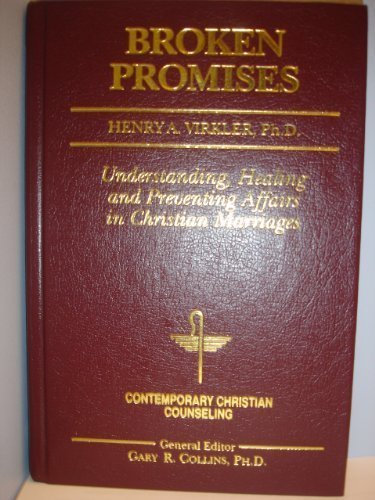 BROKEN
PROMISES
HENRY A. VIRKLER, Ph.D.
Understanding, Healing
and Preventing Affairs
in Christian Marriages
CONTEMPORARY CHRISTIAN
COUNSELING
General Editor
GARY R. COLLINS, PH.D.